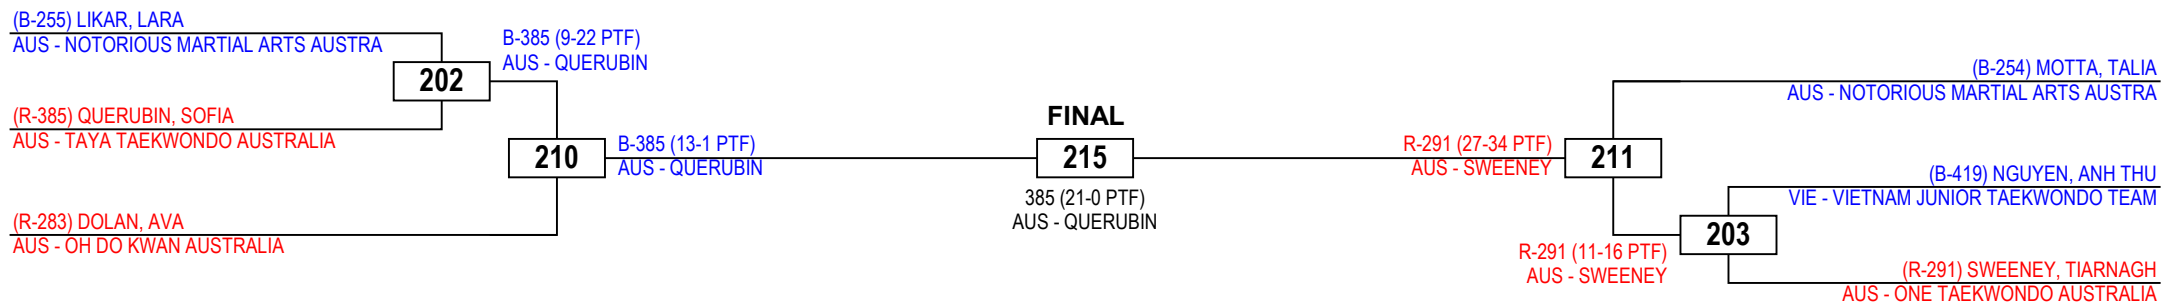 (B-255) LIKAR, LARA
AUS - NOTORIOUS MARTIAL ARTS AUSTRA
B-385 (9-22 PTF)
AUS - QUERUBIN
202
(R-385) QUERUBIN, SOFIA
AUS - TAYA TAEKWONDO AUSTRALIA
210
B-385 (13-1 PTF)
AUS - QUERUBIN
(R-283) DOLAN, AVA
AUS - OH DO KWAN AUSTRALIA
FINAL
215
385 (21-0 PTF)
AUS - QUERUBIN
(B-254) MOTTA, TALIA
AUS - NOTORIOUS MARTIAL ARTS AUSTRA
R-291 (27-34 PTF)
AUS - SWEENEY
211
(B-419) NGUYEN, ANH THU
VIE - VIETNAM JUNIOR TAEKWONDO TEAM
203
R-291 (11-16 PTF)
AUS - SWEENEY
(R-291) SWEENEY, TIARNAGH
AUS - ONE TAEKWONDO AUSTRALIA